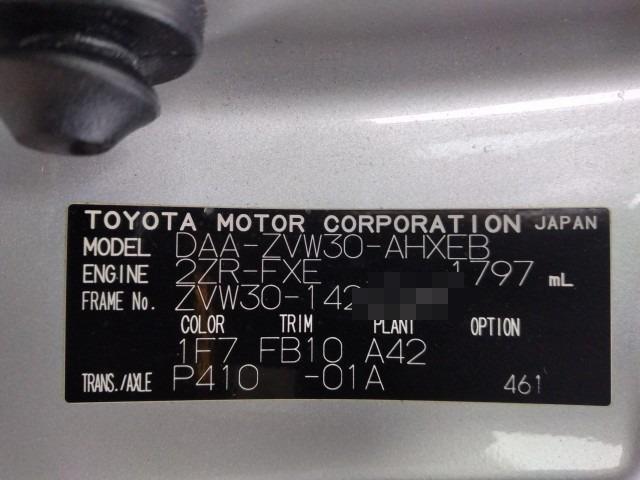 TOYOTA MOTOR CORPORATION JAPAN
MODEL DAA-ZVW30-AHXEB
ENGINE 2ZR-FXE 1797 mL
FRAME No. ZVW30-142
COLOR TRIM PLANT OPTION
1F7 FB10 A42
TRANS./AXLE P410 -01A 461